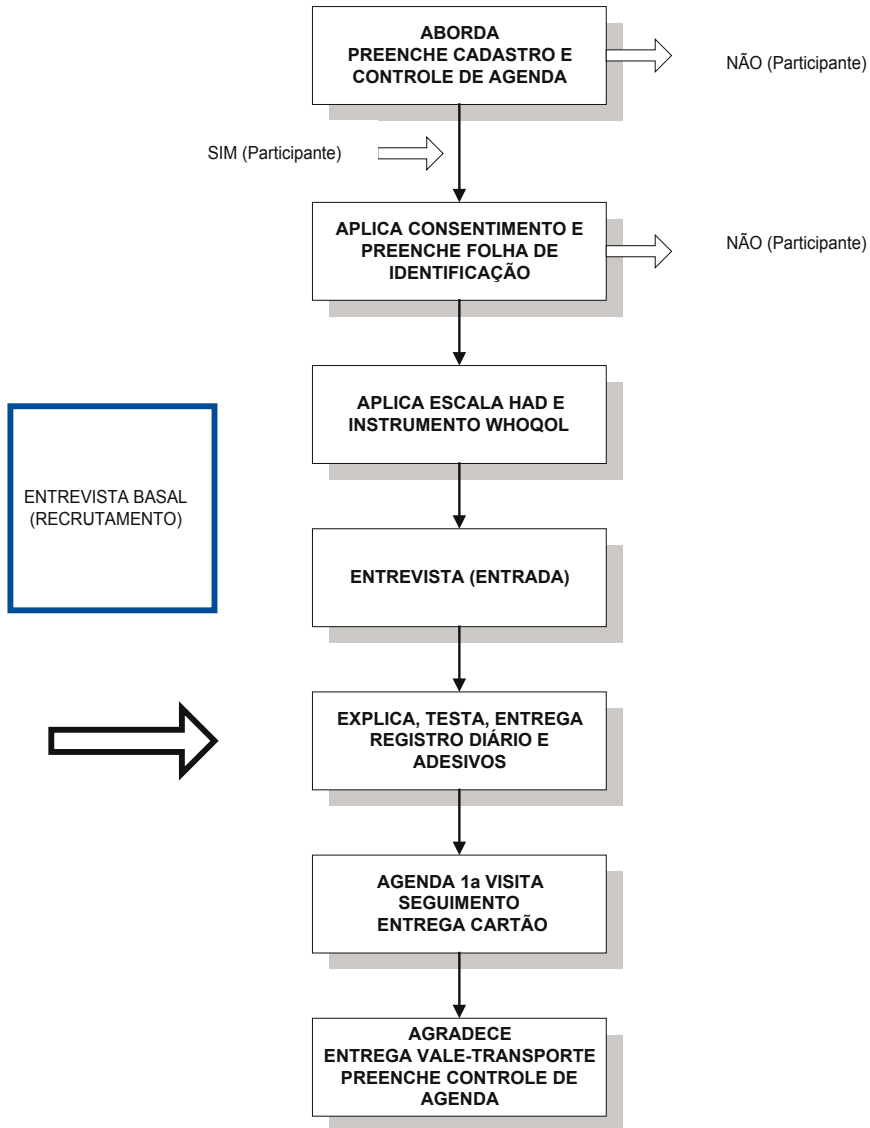 ABORDA
PREENCHE CADASTRO E
CONTROLE DE AGENDA
NÃO (Participante)
SIM (Participante)
APLICA CONSENTIMENTO E
PREENCHE FOLHA DE
IDENTIFICAÇÃO
NÃO (Participante)
APLICA ESCALA HAD E
INSTRUMENTO WHOQOL
ENTREVISTA BASAL
(RECRUTAMENTO)
ENTREVISTA (ENTRADA)
EXPLICA, TESTA, ENTREGA
REGISTRO DIÁRIO E
ADESIVOS
AGENDA 1a VISITA
SEGUIMENTO
ENTREGA CARTÃO
AGRADECE
ENTREGA VALE-TRANSPORTE
PREENCHE CONTROLE DE
AGENDA